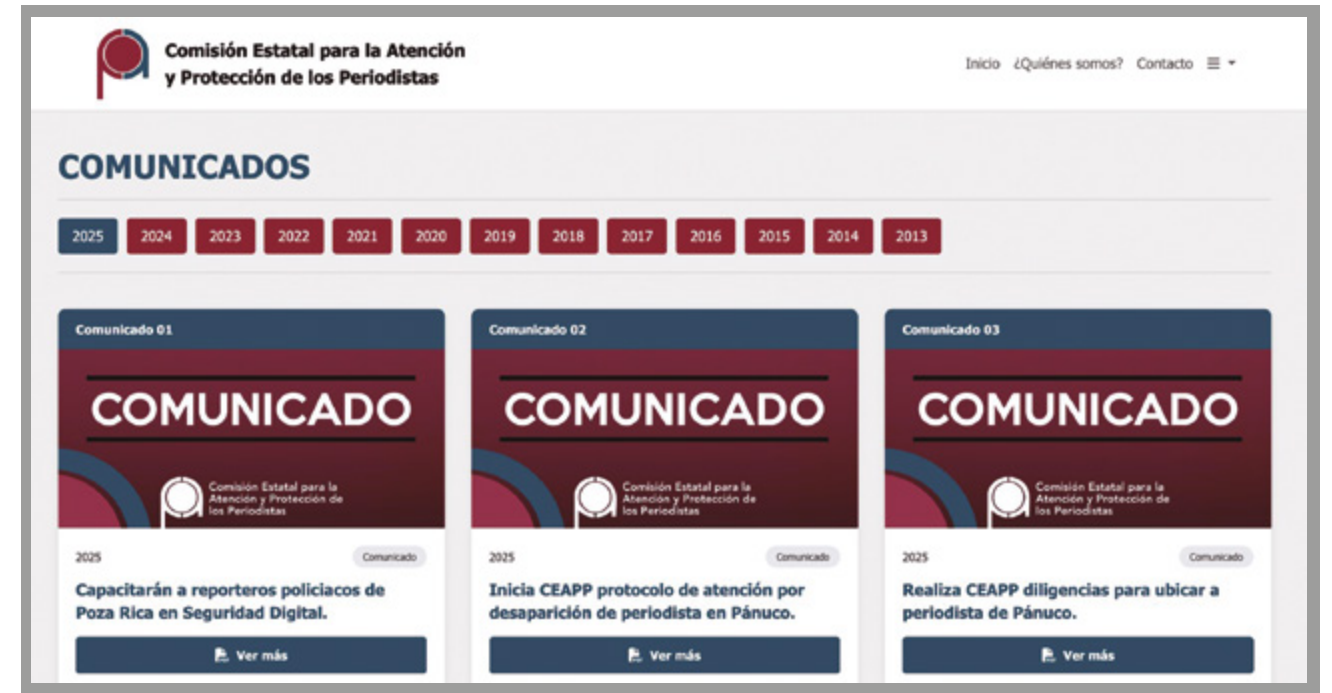 Comisión Estatal para la Atención
y Protección de los Periodistas
Inicio ¿Quiénes somos? Contacto
COMUNICADOS
2025 2024 2023 2022 2021 2020 2019 2018 2017 2016 2015 2014 2013
Comunicado 01
COMUNICADO
Comisión Estatal para la
Atención y Protección de
los Periodistas
2025 Comunicado
Capacitarán a reporteros policiacos de
Poza Rica en Seguridad Digital.
Ver más
Comunicado 02
COMUNICADO
Comisión Estatal para la
Atención y Protección de
los Periodistas
2025 Comunicado
Inicia CEAPP protocolo de atención por
desaparición de periodista en Pánuco.
Ver más
Comunicado 03
COMUNICADO
Comisión Estatal para la
Atención y Protección de
los Periodistas
2025 Comunicado
Realiza CEAPP diligencias para ubicar a
periodista de Pánuco.
Ver más